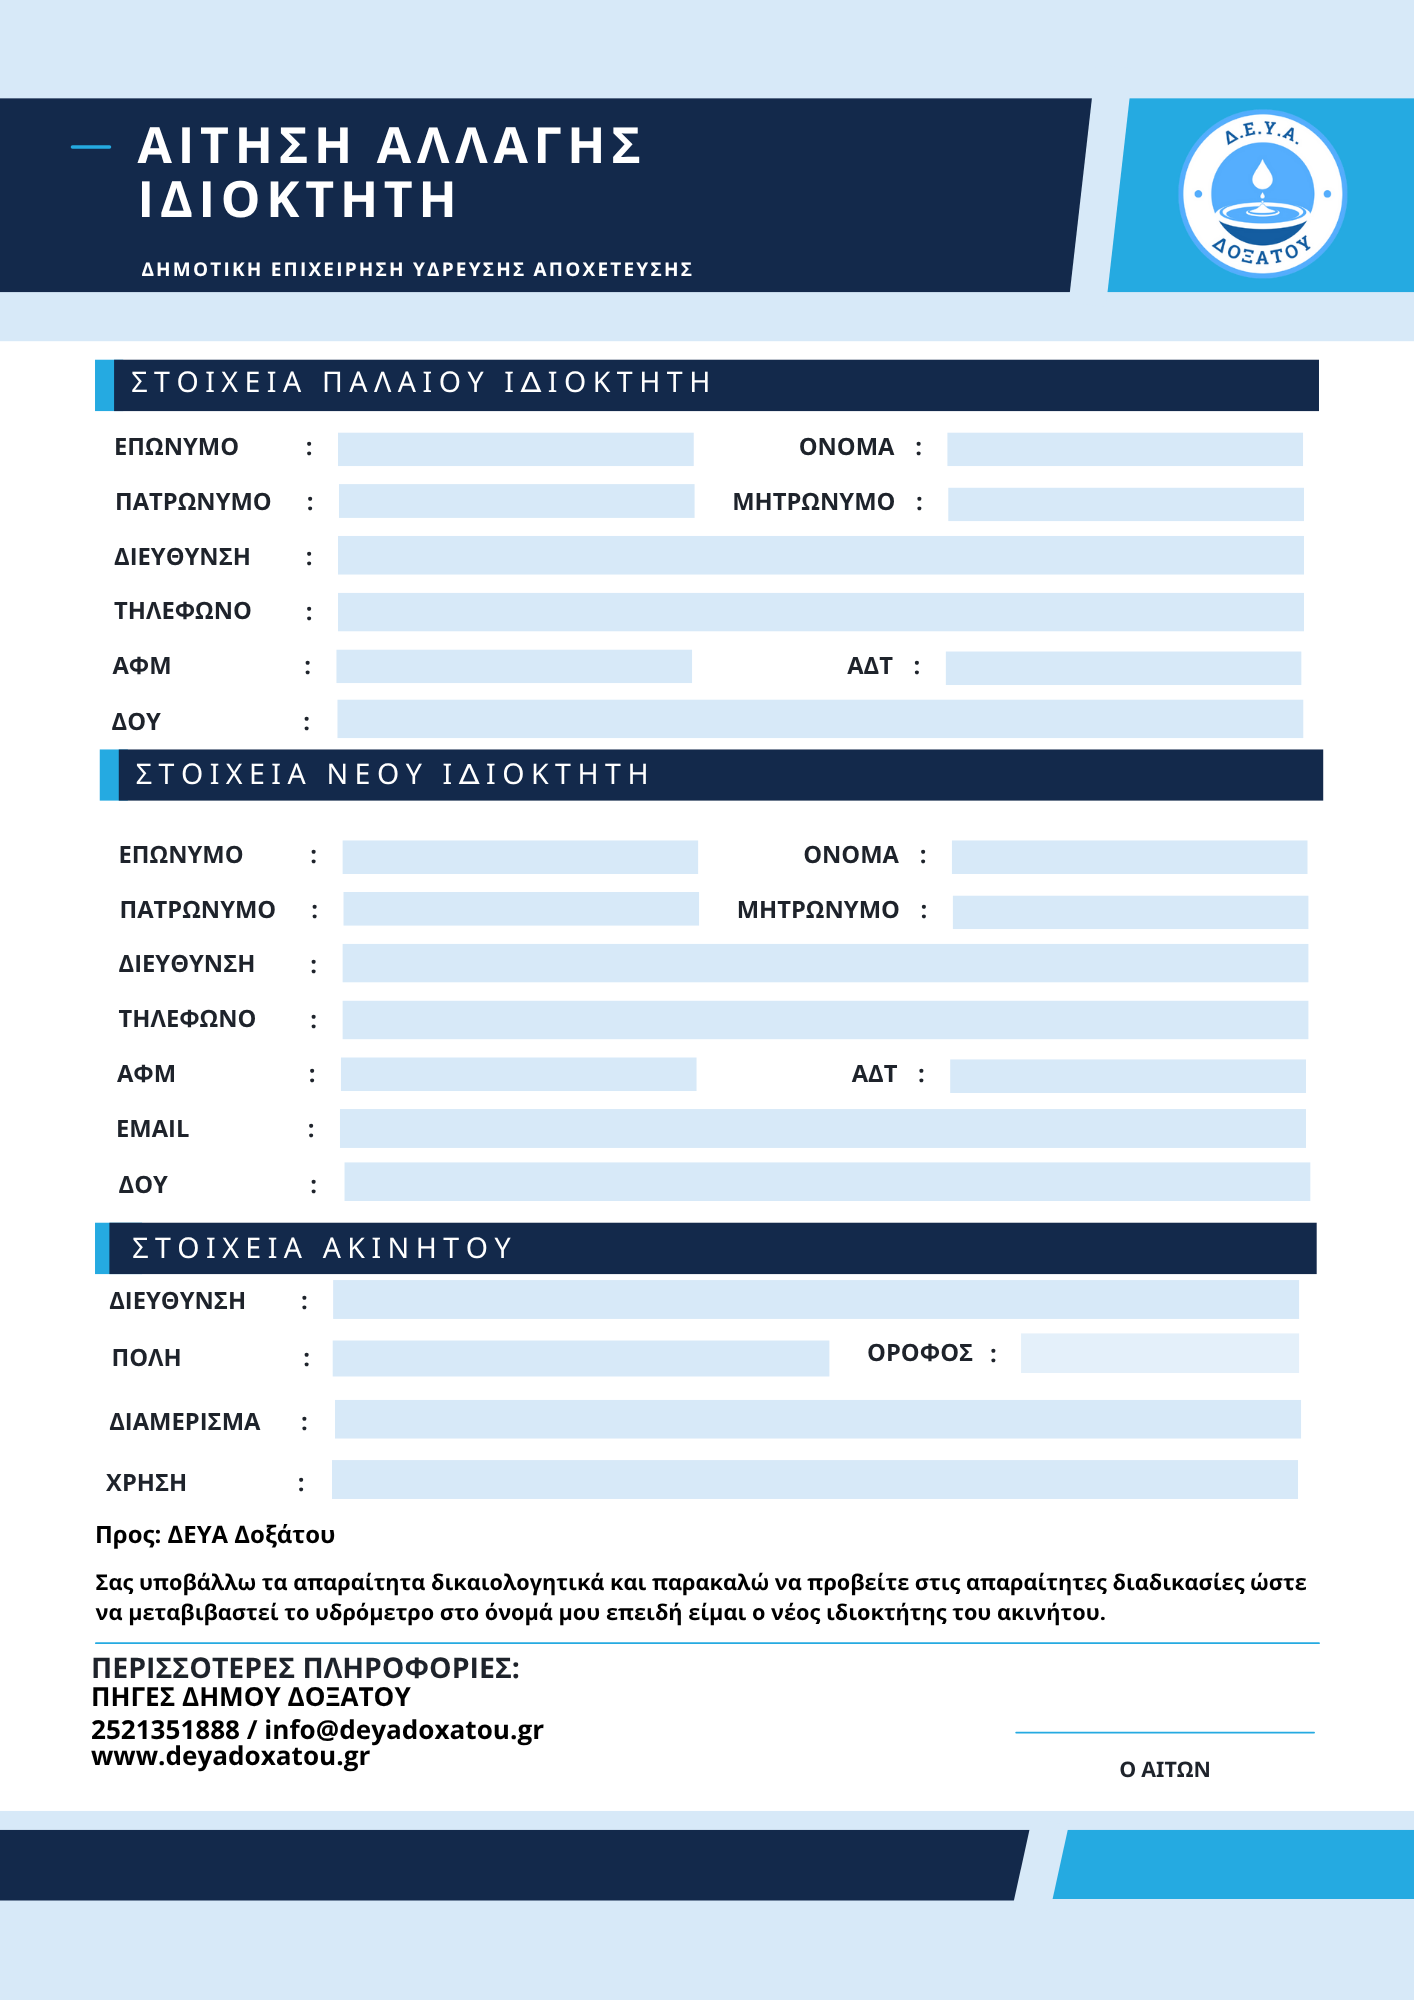 ΑΙΤΗΣΗ ΑΛΛΑΓΗΣ
ΙΔΙΟΚΤΗΤΗ
ΔΗΜΟΤΙΚΗ ΕΠΙΧΕΙΡΗΣΗ ΥΔΡΕΥΣΗΣ ΑΠΟΧΕΤΕΥΣΗΣ
Δ.Ε.Υ.Α.
ΔΟΞΑΤΟΥ
ΣΤΟΙΧΕΙΑ ΠΑΛΑΙΟΥ ΙΔΙΟΚΤΗΤΗ
ΕΠΩΝΥΜΟ : ΟΝΟΜΑ :
ΠΑΤΡΩΝΥΜΟ : ΜΗΤΡΩΝΥΜΟ :
ΔΙΕΥΘΥΝΣΗ :
ΤΗΛΕΦΩΝΟ :
ΑΦΜ : ΑΔΤ :
ΔΟΥ :
ΣΤΟΙΧΕΙΑ ΝΕΟΥ ΙΔΙΟΚΤΗΤΗ
ΕΠΩΝΥΜΟ : ΟΝΟΜΑ :
ΠΑΤΡΩΝΥΜΟ : ΜΗΤΡΩΝΥΜΟ :
ΔΙΕΥΘΥΝΣΗ :
ΤΗΛΕΦΩΝΟ :
ΑΦΜ : ΑΔΤ :
EMAIL :
ΔΟΥ :
ΣΤΟΙΧΕΙΑ ΑΚΙΝΗΤΟΥ
ΔΙΕΥΘΥΝΣΗ :
ΠΟΛΗ : ΟΡΟΦΟΣ :
ΔΙΑΜΕΡΙΣΜΑ :
ΧΡΗΣΗ :
Προς: ΔΕΥΑ Δοξάτου
Σας υποβάλλω τα απαραίτητα δικαιολογητικά και παρακαλώ να προβείτε στις απαραίτητες διαδικασίες ώστε
να μεταβιβαστεί το υδρόμετρο στο όνομά μου επειδή είμαι ο νέος ιδιοκτήτης του ακινήτου.
ΠΕΡΙΣΣΟΤΕΡΕΣ ΠΛΗΡΟΦΟΡΙΕΣ:
ΠΗΓΕΣ ΔΗΜΟΥ ΔΟΞΑΤΟΥ
2521351888 / info@deyadoxatou.gr
www.deyadoxatou.gr
Ο ΑΙΤΩΝ